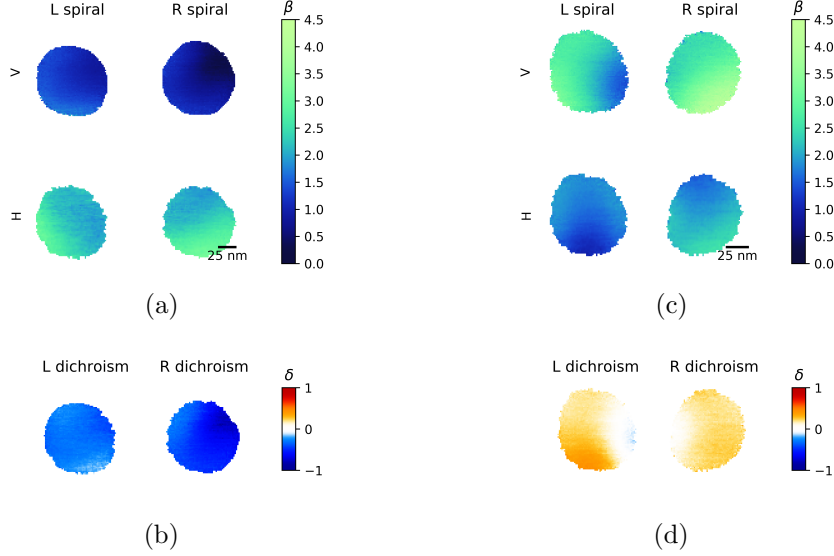 L spiral R spiral β
V
H
4.5
4.0
3.5
3.0
2.5
2.0
1.5
1.0
0.5
0.0
25 nm
(a)
L spiral R spiral β
V
H
4.5
4.0
3.5
3.0
2.5
2.0
1.5
1.0
0.5
0.0
25 nm
(c)
L dichroism R dichroism δ
1
0
−1
(b)
L dichroism R dichroism δ
1
0
−1
(d)